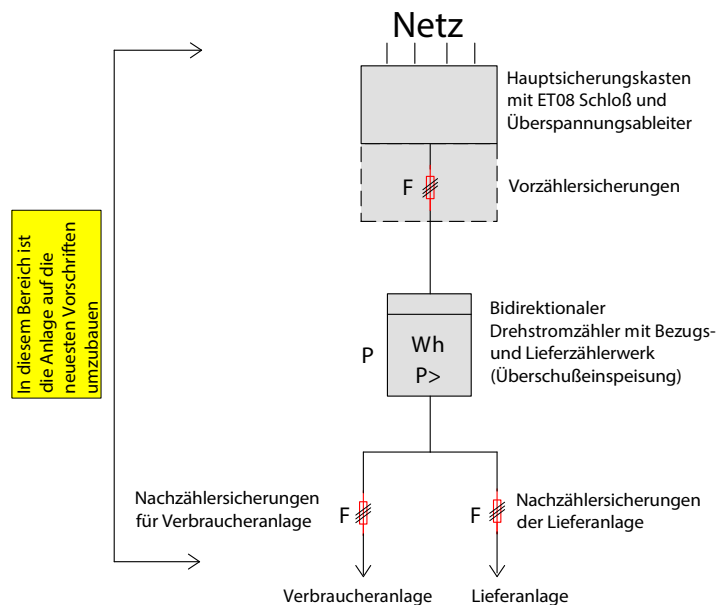 Netz
Hauptsicherungskasten
mit ET08 Schloß und
Überspannungsableiter
F
Vorzählersicherungen
In diesem Bereich ist
die Anlage auf die
neuesten Vorschriften
umzubauen
P
Wh
P>
Bidirektionaler
Drehstromzähler mit Bezugs-
und Lieferzählerwerk
(Überschußeinspeisung)
Nachzählersicherungen
für Verbraucheranlage
F
F
Nachzählersicherungen
der Lieferanlage
Verbraucheranlage
Lieferanlage